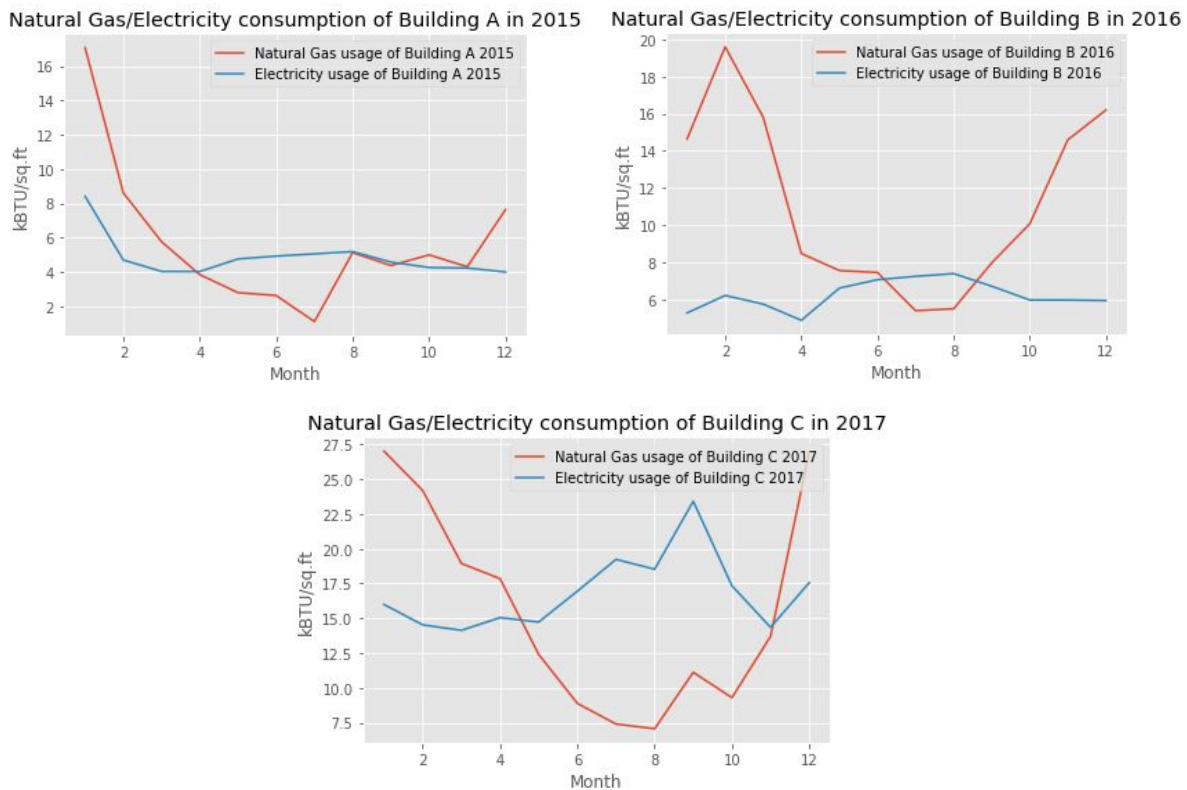 Natural Gas/Electricity consumption of Building A in 2015
Natural Gas usage of Building A 2015
Electricity usage of Building A 2015
16
14
12
10
8
6
4
2
kBTU/sq.ft
2 4 6 8 10 12
Month
Natural Gas/Electricity consumption of Building B in 2016
Natural Gas usage of Building B 2016
Electricity usage of Building B 2016
20
18
16
14
12
10
8
6
kBTU/sq.ft
2 4 6 8 10 12
Month
Natural Gas/Electricity consumption of Building C in 2017
Natural Gas usage of Building C 2017
Electricity usage of Building C 2017
27.5
25.0
22.5
20.0
17.5
15.0
12.5
10.0
7.5
kBTU/sq.ft
2 4 6 8 10 12
Month